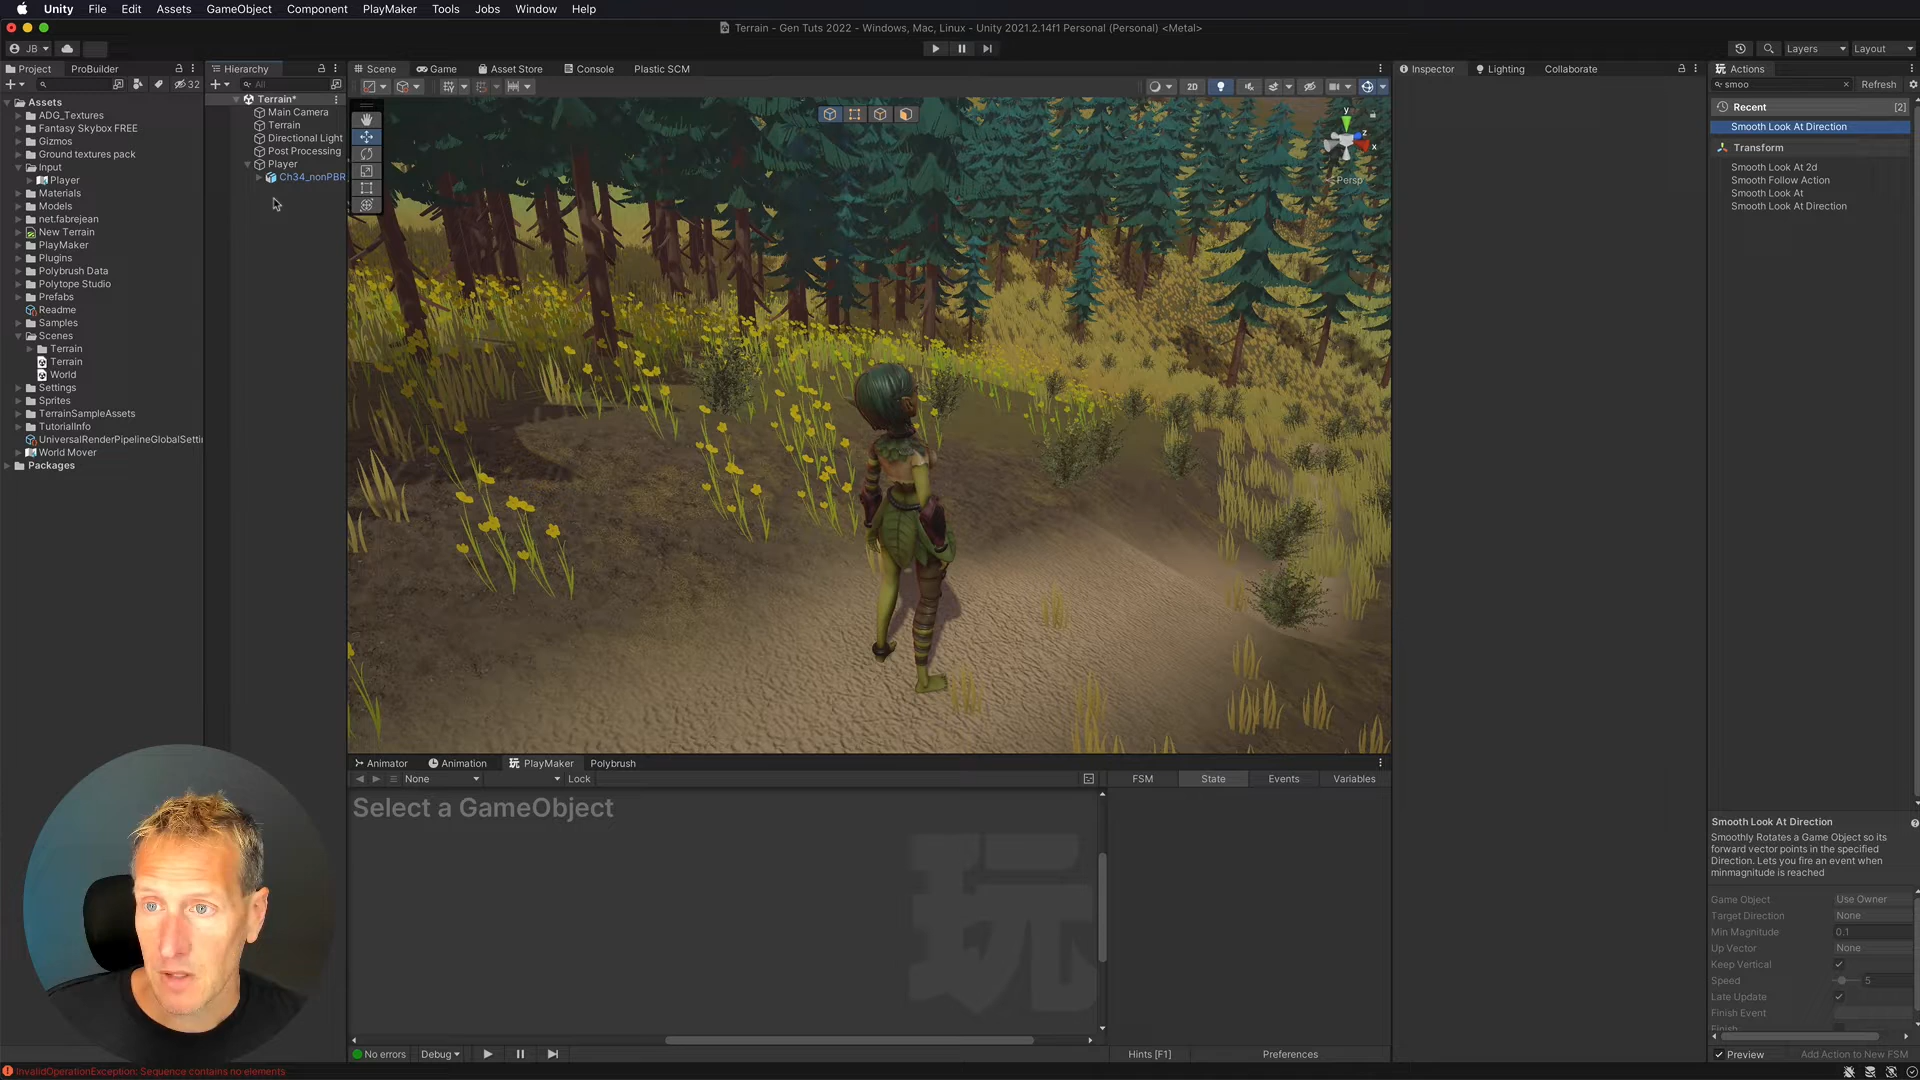 Unity File Edit Assets GameObject Component PlayMaker Tools Jobs Window Help
Terrain - Gen Tuts 2022 - Windows, Mac, Linux - Unity 2021.2.14f1 Personal (Personal) <Metal>
JB
Layers Layout
Project ProBuilder
32
Assets
ADG_Textures
Fantasy Skybox FREE
Gizmos
Ground textures pack
Input
Player
Materials
Models
net.fabrejean
New Terrain
PlayMaker
Plugins
Polybrush Data
Polytope Studio
Prefabs
Readme
Samples
Scenes
Terrain
Terrain
World
Settings
Sprites
TerrainSampleAssets
TutorialInfo
UniversalRenderPipelineGlobalSetti
World Mover
Packages
Hierarchy
All
Terrain*
Main Camera
Terrain
Directional Light
Post Processing
Player
Ch34_nonPBR
Scene Game Asset Store Console Plastic SCM
2D
y
z
x
Persp
Animator Animation PlayMaker Polybrush
None Lock
FSM State Events Variables
Select a GameObject
玩
No errors Debug
Hints [F1] Preferences
Inspector Lighting Collaborate
Actions
smoo Refresh
Recent [2]
Smooth Look At Direction
Transform
Smooth Look At 2d
Smooth Follow Action
Smooth Look At
Smooth Look At Direction
Smooth Look At Direction
Smoothly Rotates a Game Object so its
forward vector points in the specified
Direction. Lets you fire an event when
minmagnitude is reached
Game Object Use Owner
Target Direction None
Min Magnitude 0.1
Up Vector None
Keep Vertical
Speed 5
Late Update
Finish Event
Finish
Preview Add Action to New FSM
InvalidOperationException: Sequence contains no elements